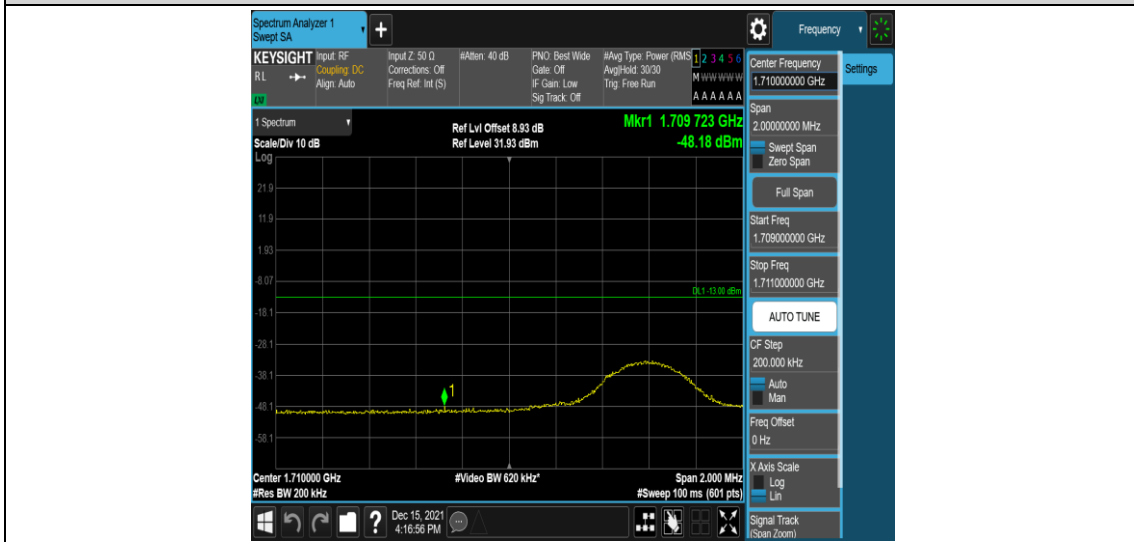 Spectrum Analyzer 1
Swept SA
+
Frequency
KEYSIGHT
RL
Input: RF
Coupling: DC
Align: Auto
Input Z: 50 Ω
Corrections: Off
Freq Ref: Int (S)
#Atten: 40 dB
PNO: Best Wide
Gate: Off
IF Gain: Low
Sig Track: Off
#Avg Type: Power (RMS
Avg|Hold: 30/30
Trig: Free Run
1 2 3 4 5 6
M W W W W W
A A A A A A
1 Spectrum
Scale/Div 10 dB
Log
Ref Lvl Offset 8.93 dB
Ref Level 31.93 dBm
Mkr1 1.709 723 GHz
-48.18 dBm
21.9
11.9
1.93
-8.07
-18.1
-28.1
-38.1
-48.1
-58.1
DL1 -13.00 dBm
1
Center 1.710000 GHz
#Res BW 200 kHz
#Video BW 620 kHz*
Span 2.000 MHz
#Sweep 100 ms (601 pts)
?
Dec 15, 2021
4:16:56 PM
Center Frequency
1.710000000 GHz
Settings
Span
2.00000000 MHz
Swept Span
Zero Span
Full Span
Start Freq
1.709000000 GHz
Stop Freq
1.711000000 GHz
AUTO TUNE
CF Step
200.000 kHz
Auto
Man
Freq Offset
0 Hz
X Axis Scale
Log
Lin
Signal Track
(Span Zoom)